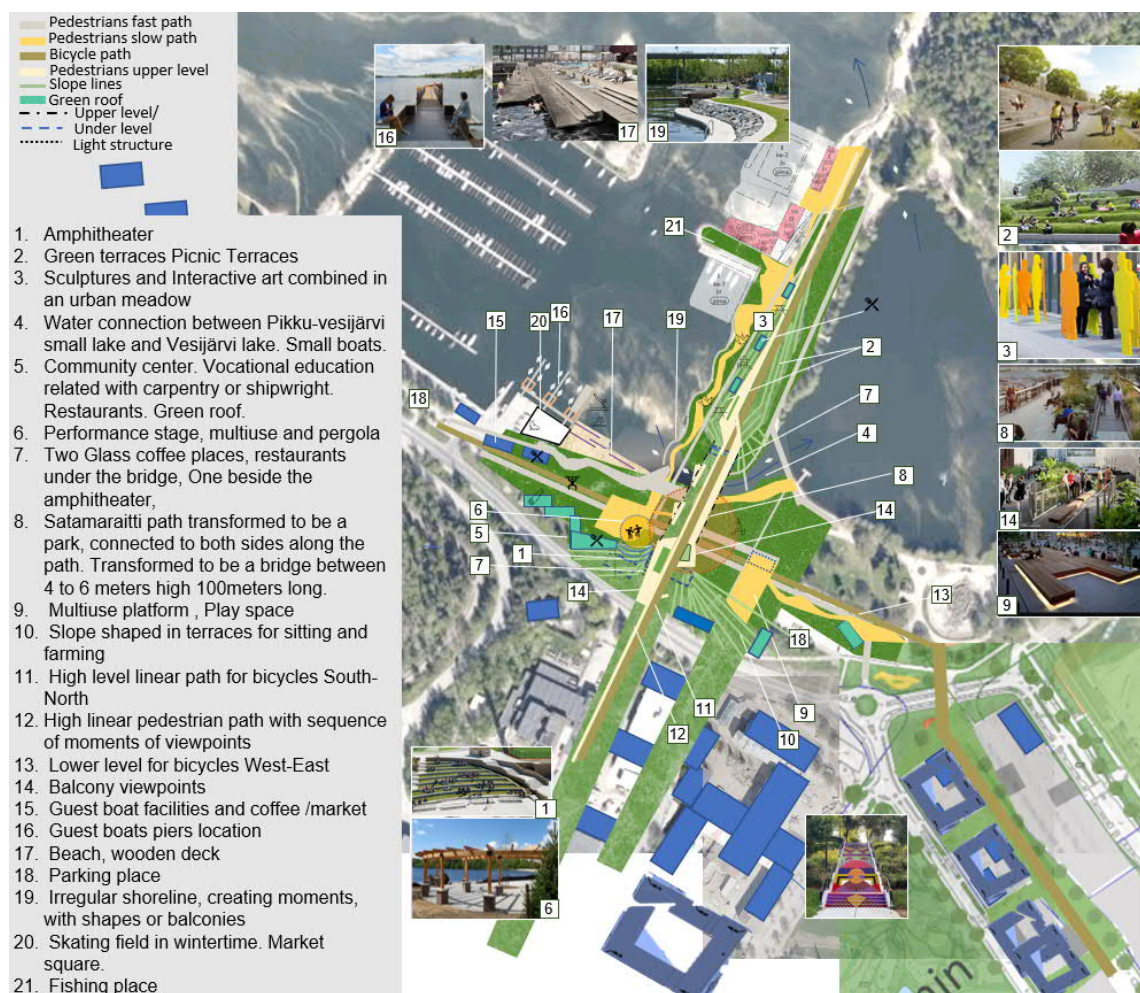 Pedestrians fast path
Pedestrians slow path
Bicycle path
Pedestrians upper level
Slope lines
Green roof
Upper level/
Under level
Light structure
1. Amphitheater
2. Green terraces Picnic Terraces
3. Sculptures and Interactive art combined in
an urban meadow
4. Water connection between Pikku-vesijärvi
small lake and Vesijärvi lake. Small boats.
5. Community center. Vocational education
related with carpentry or shipwright.
Restaurants. Green roof.
6. Performance stage, multiuse and pergola
7. Two Glass coffee places, restaurants
under the bridge, One beside the
amphitheater,
8. Satamaraitti path transformed to be a
park, connected to both sides along the
path. Transformed to be a bridge between
4 to 6 meters high 100meters long.
9. Multiuse platform , Play space
10. Slope shaped in terraces for sitting and
farming
11. High level linear path for bicycles South-
North
12. High linear pedestrian path with sequence
of moments of viewpoints
13. Lower level for bicycles West-East
14. Balcony viewpoints
15. Guest boat facilities and coffee /market
16. Guest boats piers location
17. Beach, wooden deck
18. Parking place
19. Irregular shoreline, creating moments,
with shapes or balconies
20. Skating field in wintertime. Market
square.
21. Fishing place
16
17
19
2
3
8
14
9
21
15
20
16
17
19
3
2
18
7
4
8
6
14
5
1
7
14
13
18
11
9
12
10
1
6